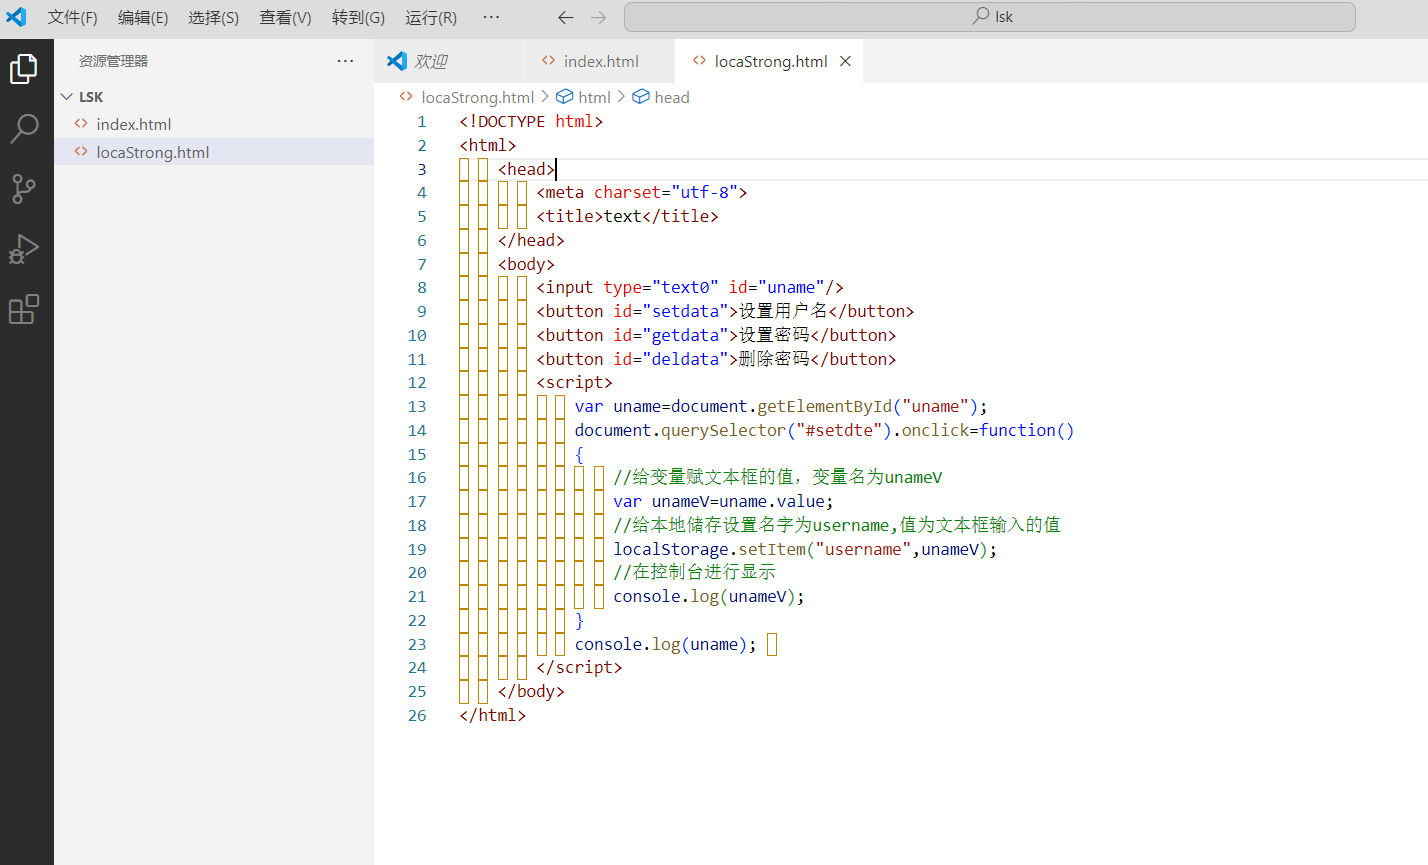 文件(F) 编辑(E) 选择(S) 查看(V) 转到(G) 运行(R) ··· lsk
资源管理器 ···
欢迎 index.html locaStrong.html
LSK
index.html
locaStrong.html
locaStrong.html > html > head
1 <!DOCTYPE html>
2 <html>
3 <head>
4 <meta charset="utf-8">
5 <title>text</title>
6 </head>
7 <body>
8 <input type="text0" id="uname"/>
9 <button id="setdata">设置用户名</button>
10 <button id="getdata">设置密码</button>
11 <button id="deldata">删除密码</button>
12 <script>
13 var uname=document.getElementById("uname");
14 document.querySelector("#setdte").onclick=function()
15 {
16 //给变量赋文本框的值，变量名为unameV
17 var unameV=uname.value;
18 //给本地储存设置名字为username,值为文本框输入的值
19 localStorage.setItem("username",unameV);
20 //在控制台进行显示
21 console.log(unameV);
22 }
23 console.log(uname);
24 </script>
25 </body>
26 </html>